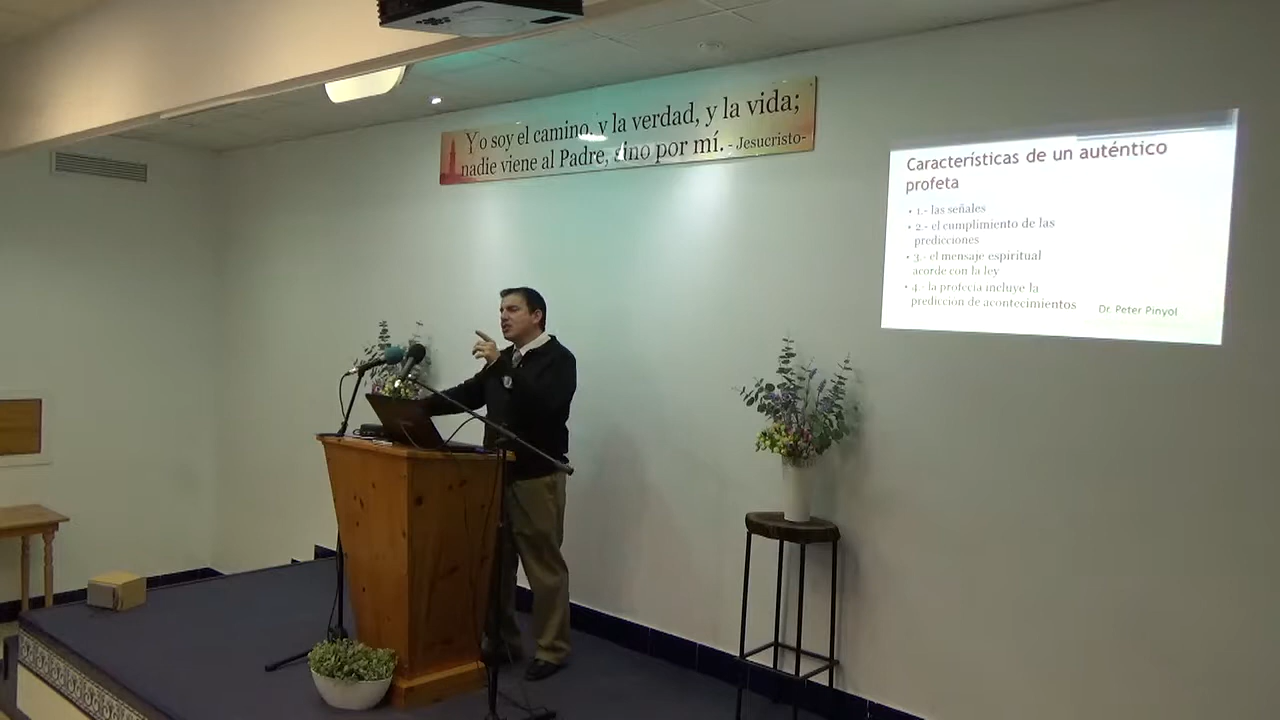 Yo soy el camino, y la verdad, y la vida;
nadie viene al Padre, sino por mí. - Jesucristo-
Características de un auténtico
profeta
• 1.- las señales
• 2.- el cumplimiento de las
predicciones
• 3.- el mensaje espiritual
acorde con la ley
• 4.- la profecía incluye la
predicción de acontecimientos
Dr. Peter Pinyol